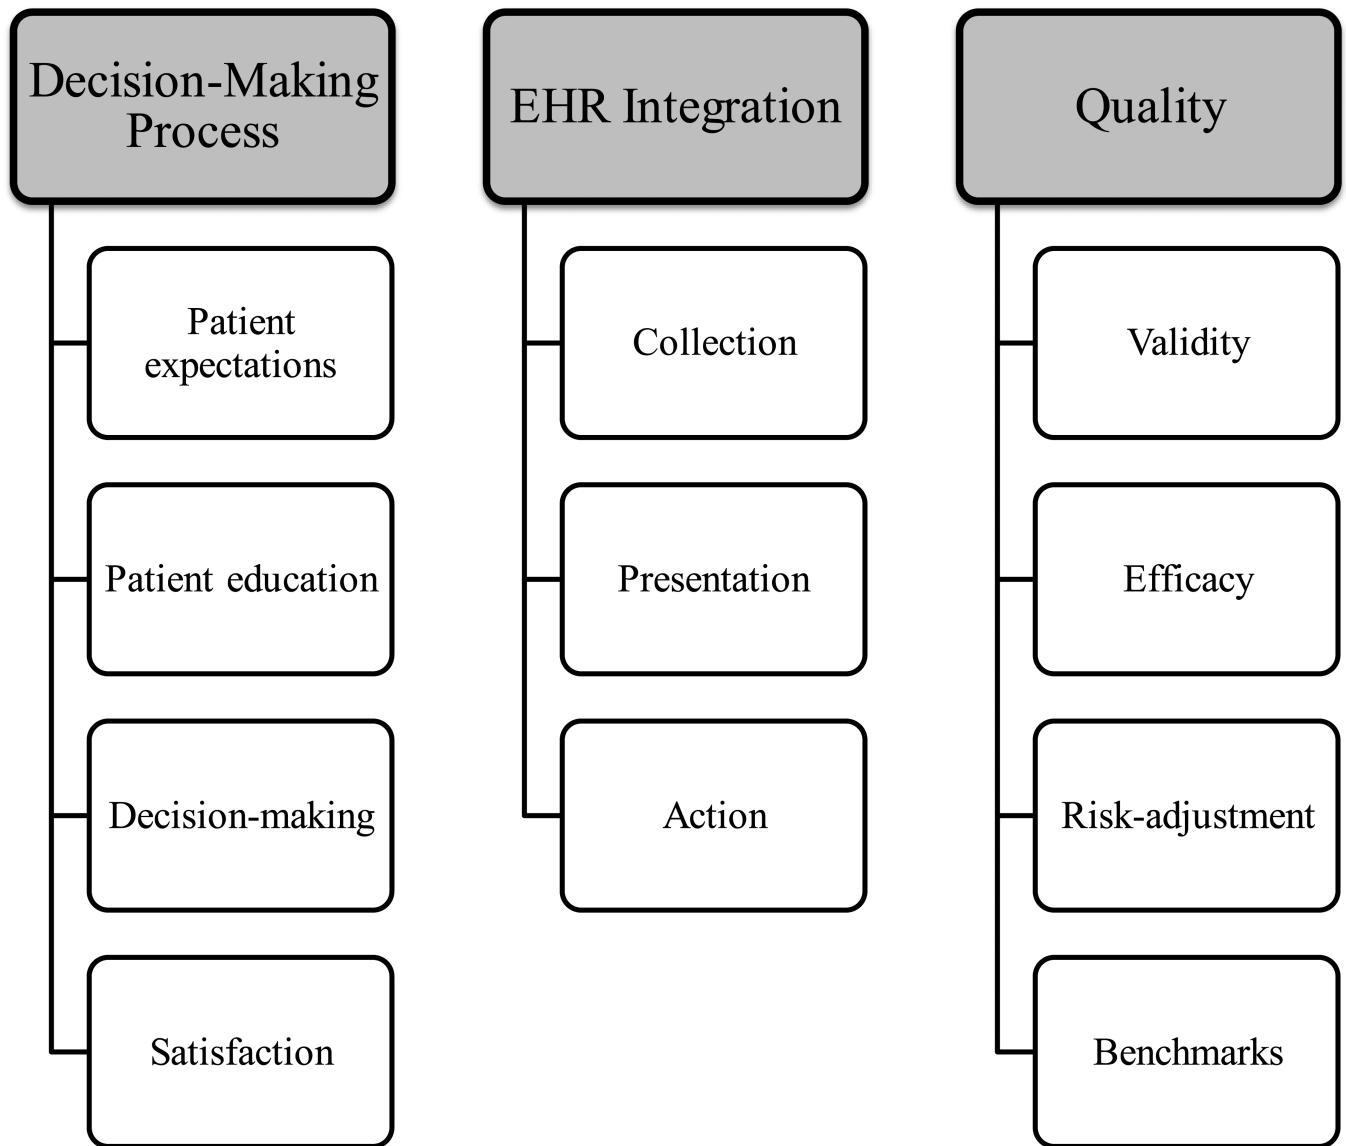 Decision-Making
Process
Patient
expectations
Patient education
Decision-making
Satisfaction
EHR Integration
Collection
Presentation
Action
Quality
Validity
Efficacy
Risk-adjustment
Benchmarks